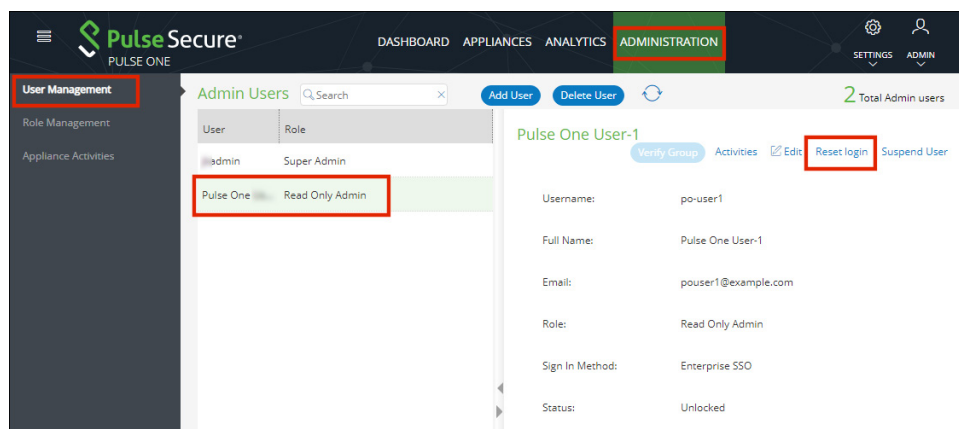 Pulse Secure®
PULSE ONE
DASHBOARD APPLIANCES ANALYTICS ADMINISTRATION
SETTINGS ADMIN
User Management
Role Management
Appliance Activities
Admin Users Search × Add User Delete User
2 Total Admin users
User Role
admin Super Admin
Pulse One Read Only Admin
Pulse One User-1
Verify Group Activities Edit Reset login Suspend User
Username: po-user1
Full Name: Pulse One User-1
Email: pouser1@example.com
Role: Read Only Admin
Sign In Method: Enterprise SSO
Status: Unlocked